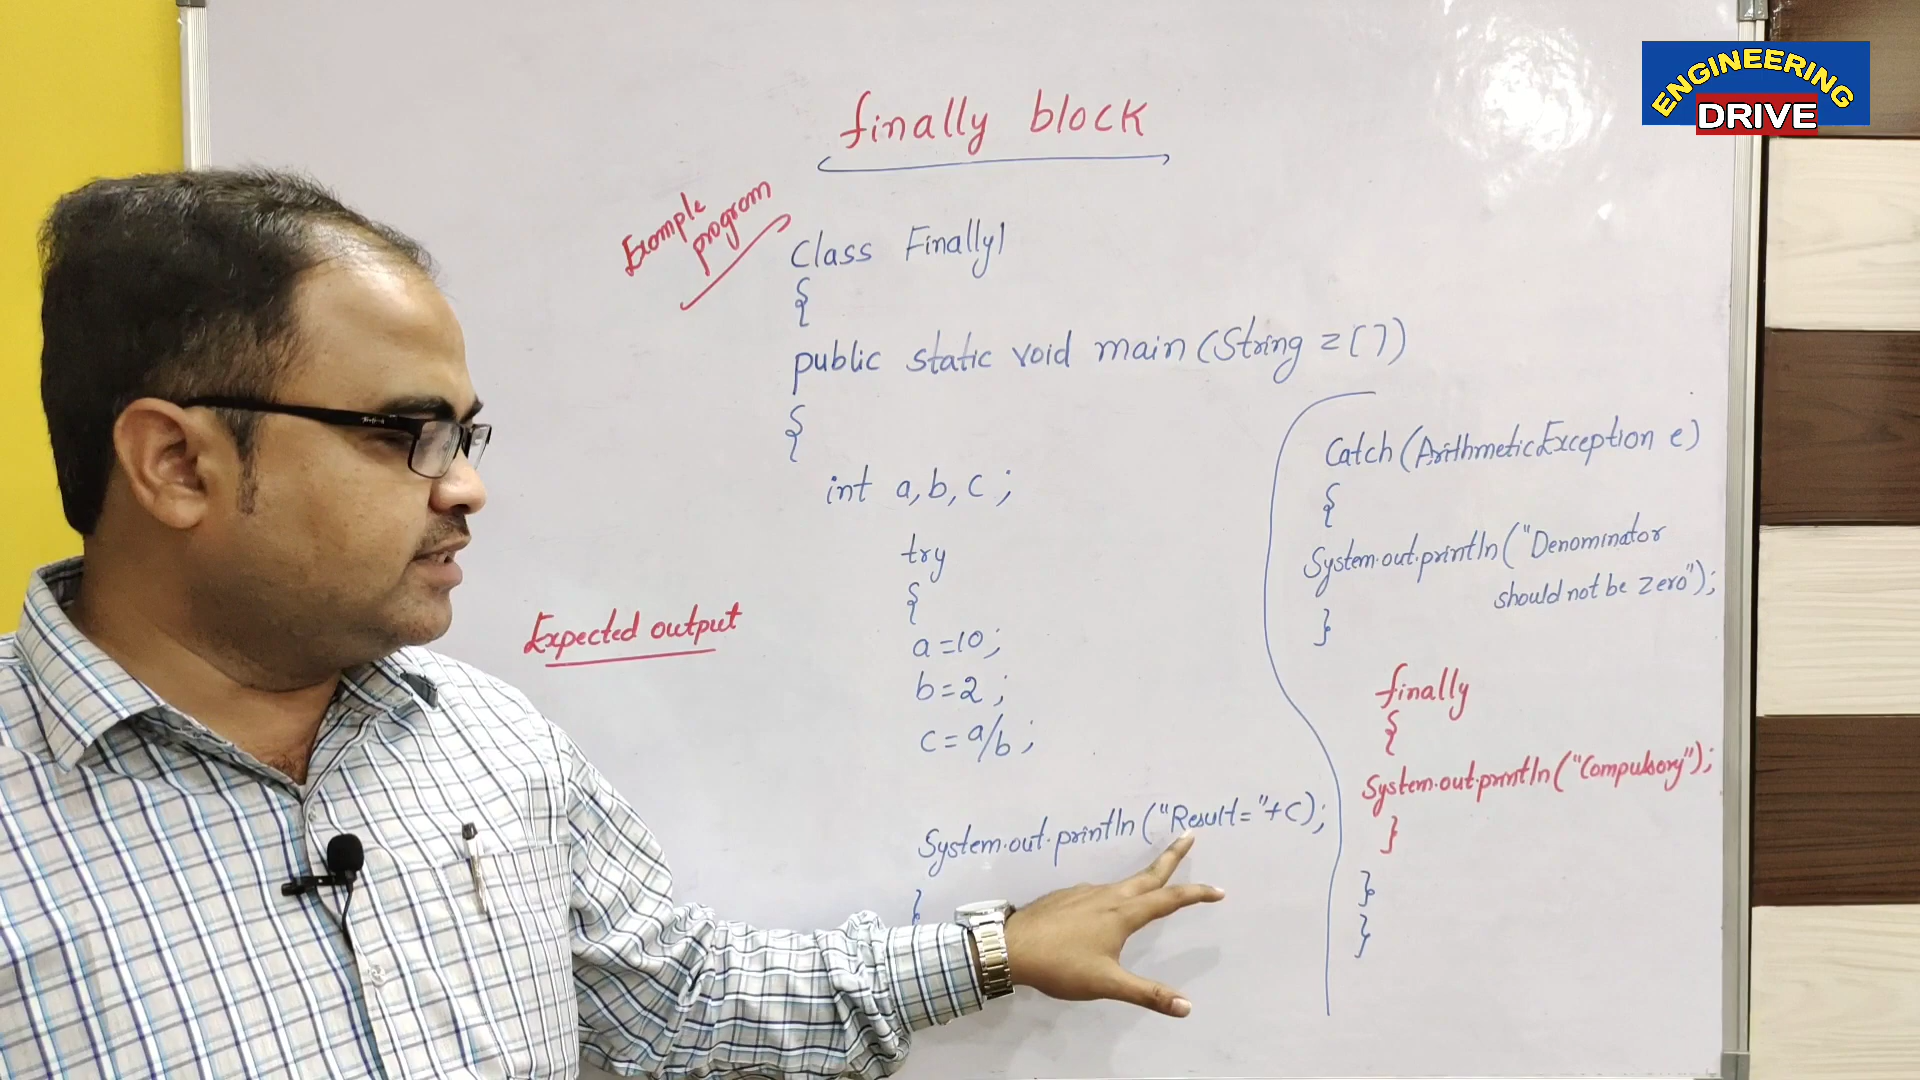 ENGINEERING
DRIVE
finally block
Example
program
Class Finally1
{
public static void main (String z[])
{
int a, b, c ;
try
{
a=10;
b=2;
c=a/b;
System.out.println("Result="+c);
}
Expected output
Catch (ArithmeticException e)
{
System.out.println("Denominator
should not be zero");
}
finally
{
System.out.println("Compulsory");
}
}
}